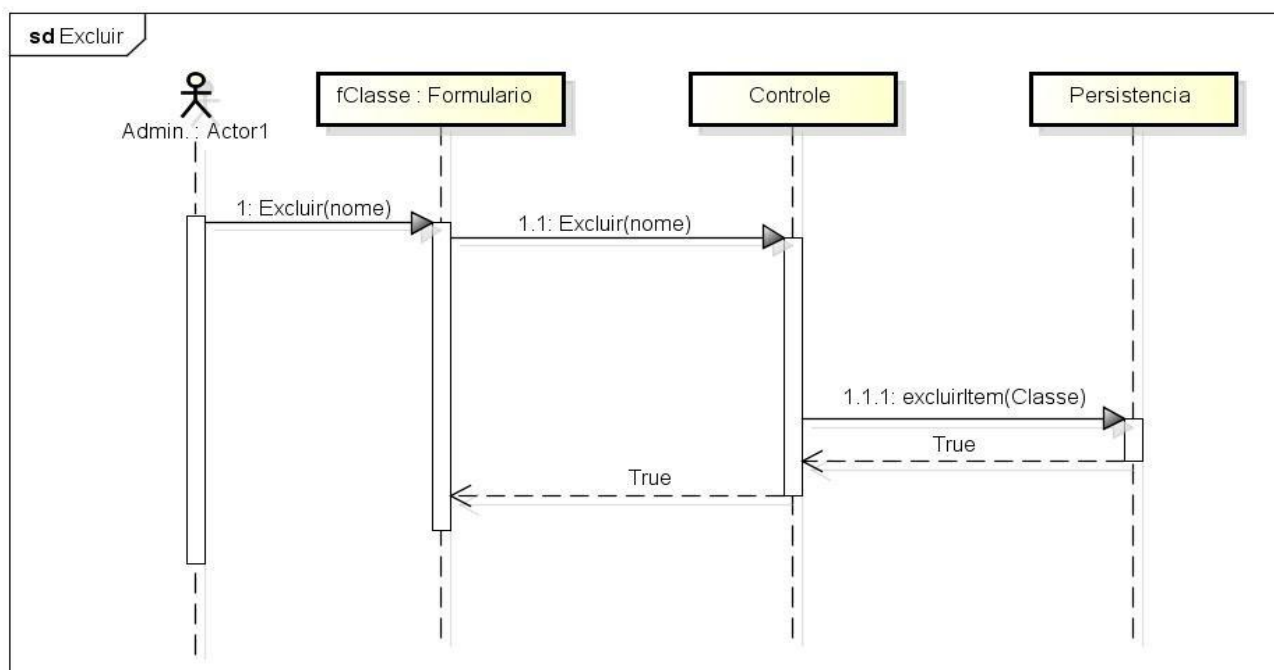 sd Excluir
Admin. : Actor1
fClasse : Formulario
Controle
Persistencia
1: Excluir(nome)
1.1: Excluir(nome)
1.1.1: excluirItem(Classe)
True
True